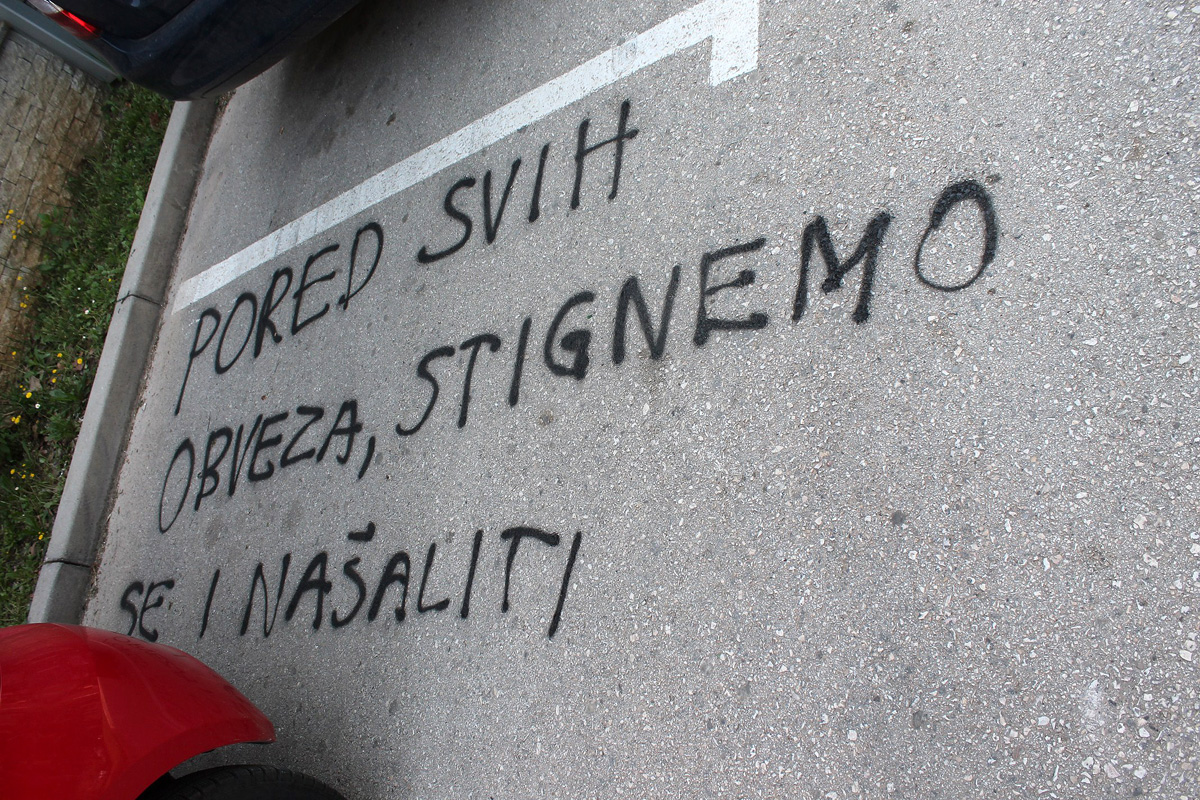 PORED SVIH
OBVEZA, STIGNEMO
SE I NAŠALITI